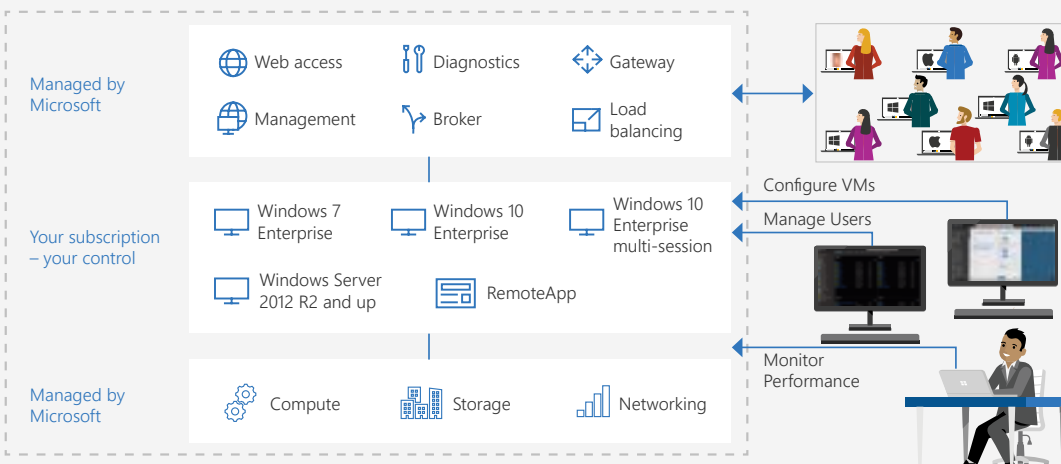 Managed by
Microsoft
Web access
Diagnostics
Gateway
Management
Broker
Load
balancing
Your subscription
– your control
Windows 7
Enterprise
Windows 10
Enterprise
Windows 10
Enterprise
multi-session
Windows Server
2012 R2 and up
RemoteApp
Configure VMs
Manage Users
Monitor
Performance
Managed by
Microsoft
Compute
Storage
Networking